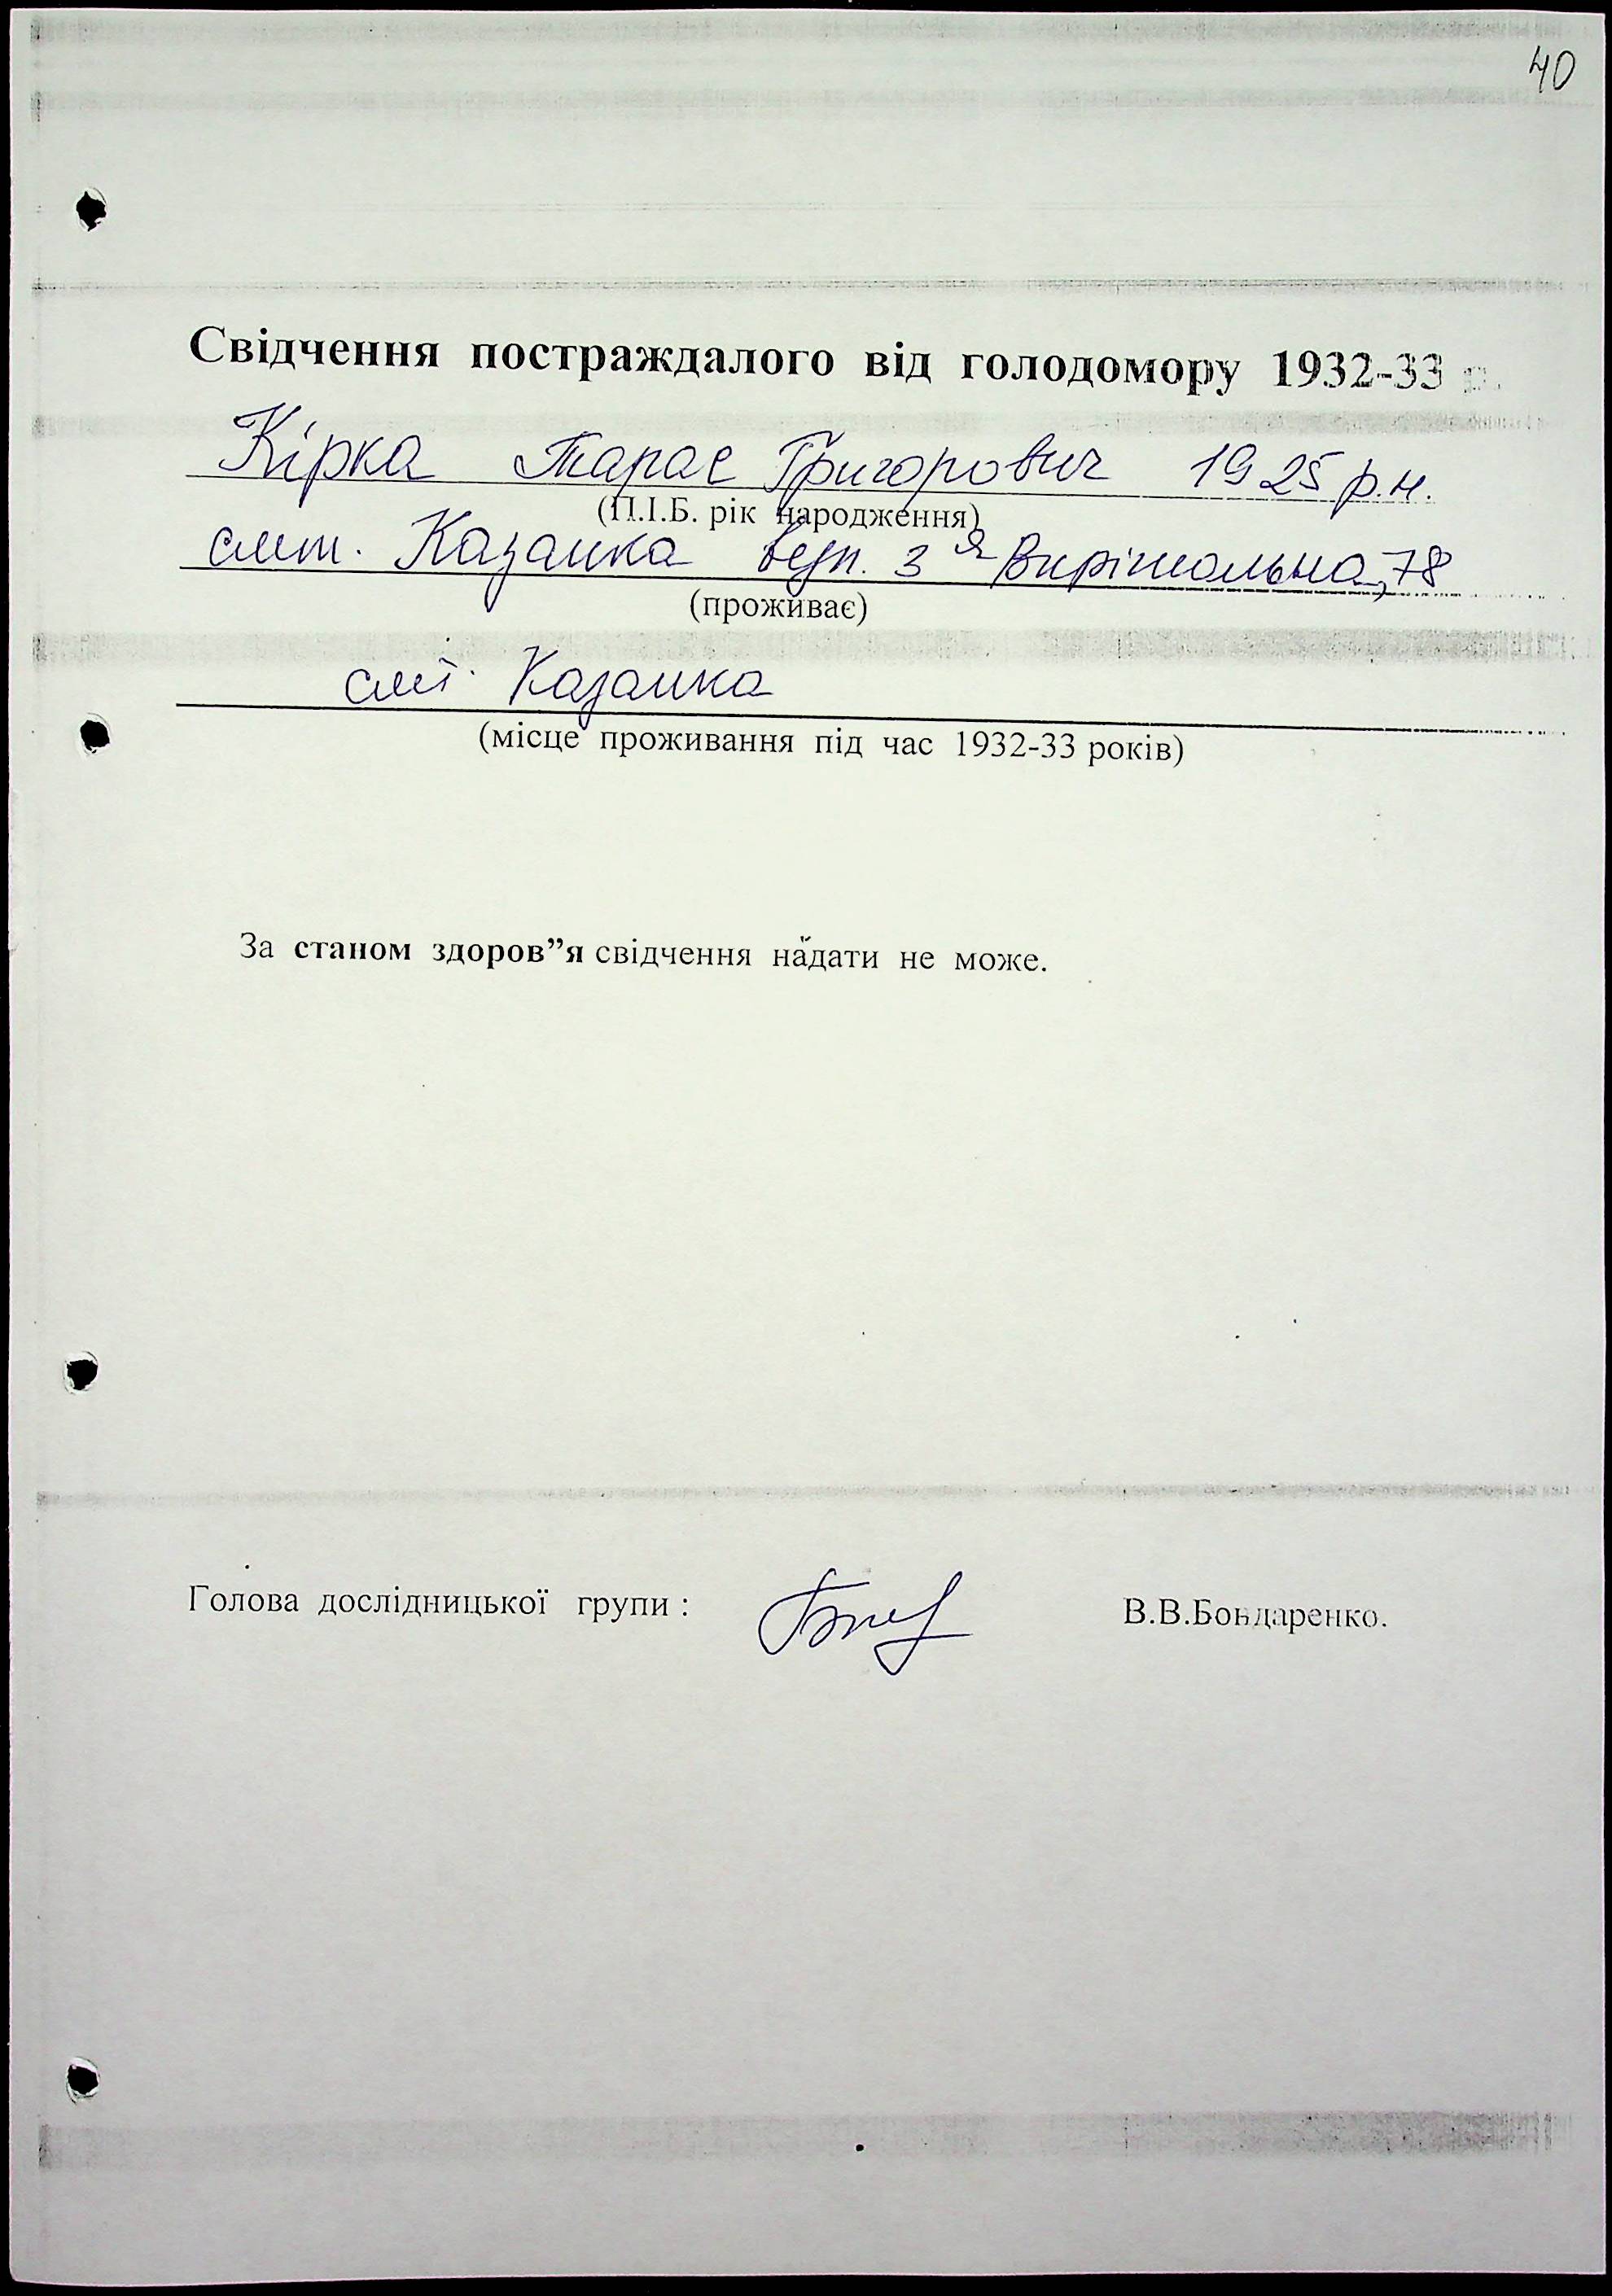 40
Свідчення постраждалого від голодомору 1932-33 р.
Кірка Тарас Григорович 1925 р.н.
(П.І.Б. рік народження)
смт. Казанка вул. 3я Вирішальна, 78
(проживає)
смт. Казанка
(місце проживання під час 1932-33 років)
За станом здоров”я свідчення надати не може.
Голова дослідницької групи : В.В.Бондаренко.